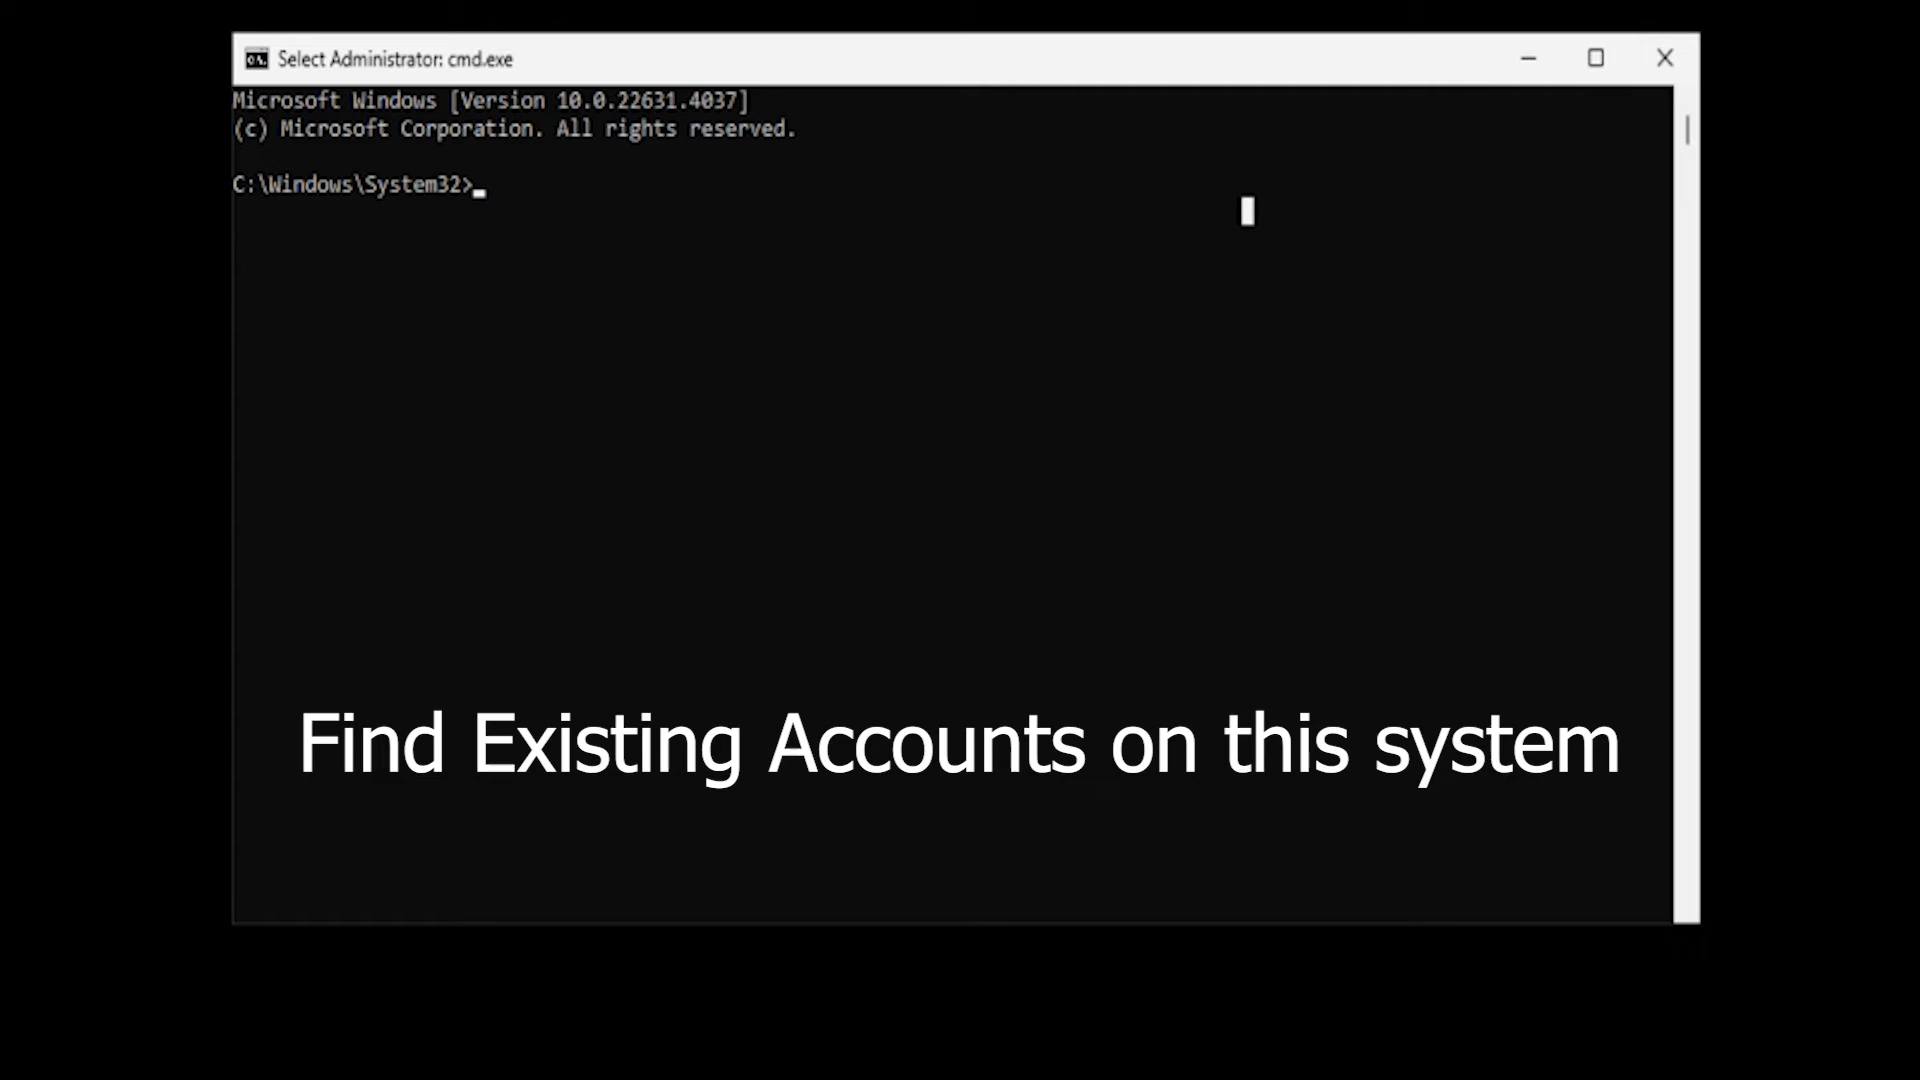 Select Administrator: cmd.exe
Microsoft Windows [Version 10.0.22631.4037]
(c) Microsoft Corporation. All rights reserved.
C:\Windows\System32>
Find Existing Accounts on this system